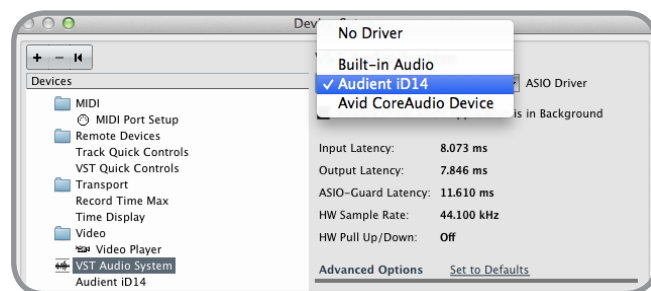 Dev
No Driver
Built-in Audio
✓ Audient iD14
Avid CoreAudio Device
+ −
Devices
MIDI
MIDI Port Setup
Remote Devices
Track Quick Controls
VST Quick Controls
Transport
Record Time Max
Time Display
Video
Video Player
VST Audio System
Audient iD14
ASIO Driver
is in Background
Input Latency: 8.073 ms
Output Latency: 7.846 ms
ASIO-Guard Latency: 11.610 ms
HW Sample Rate: 44.100 kHz
HW Pull Up/Down: Off
Advanced Options Set to Defaults